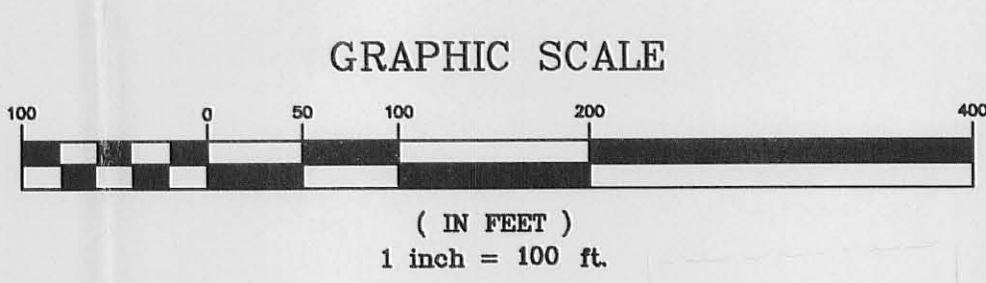 GRAPHIC SCALE
100 0 50 100 200 400
( IN FEET )
1 inch = 100 ft.